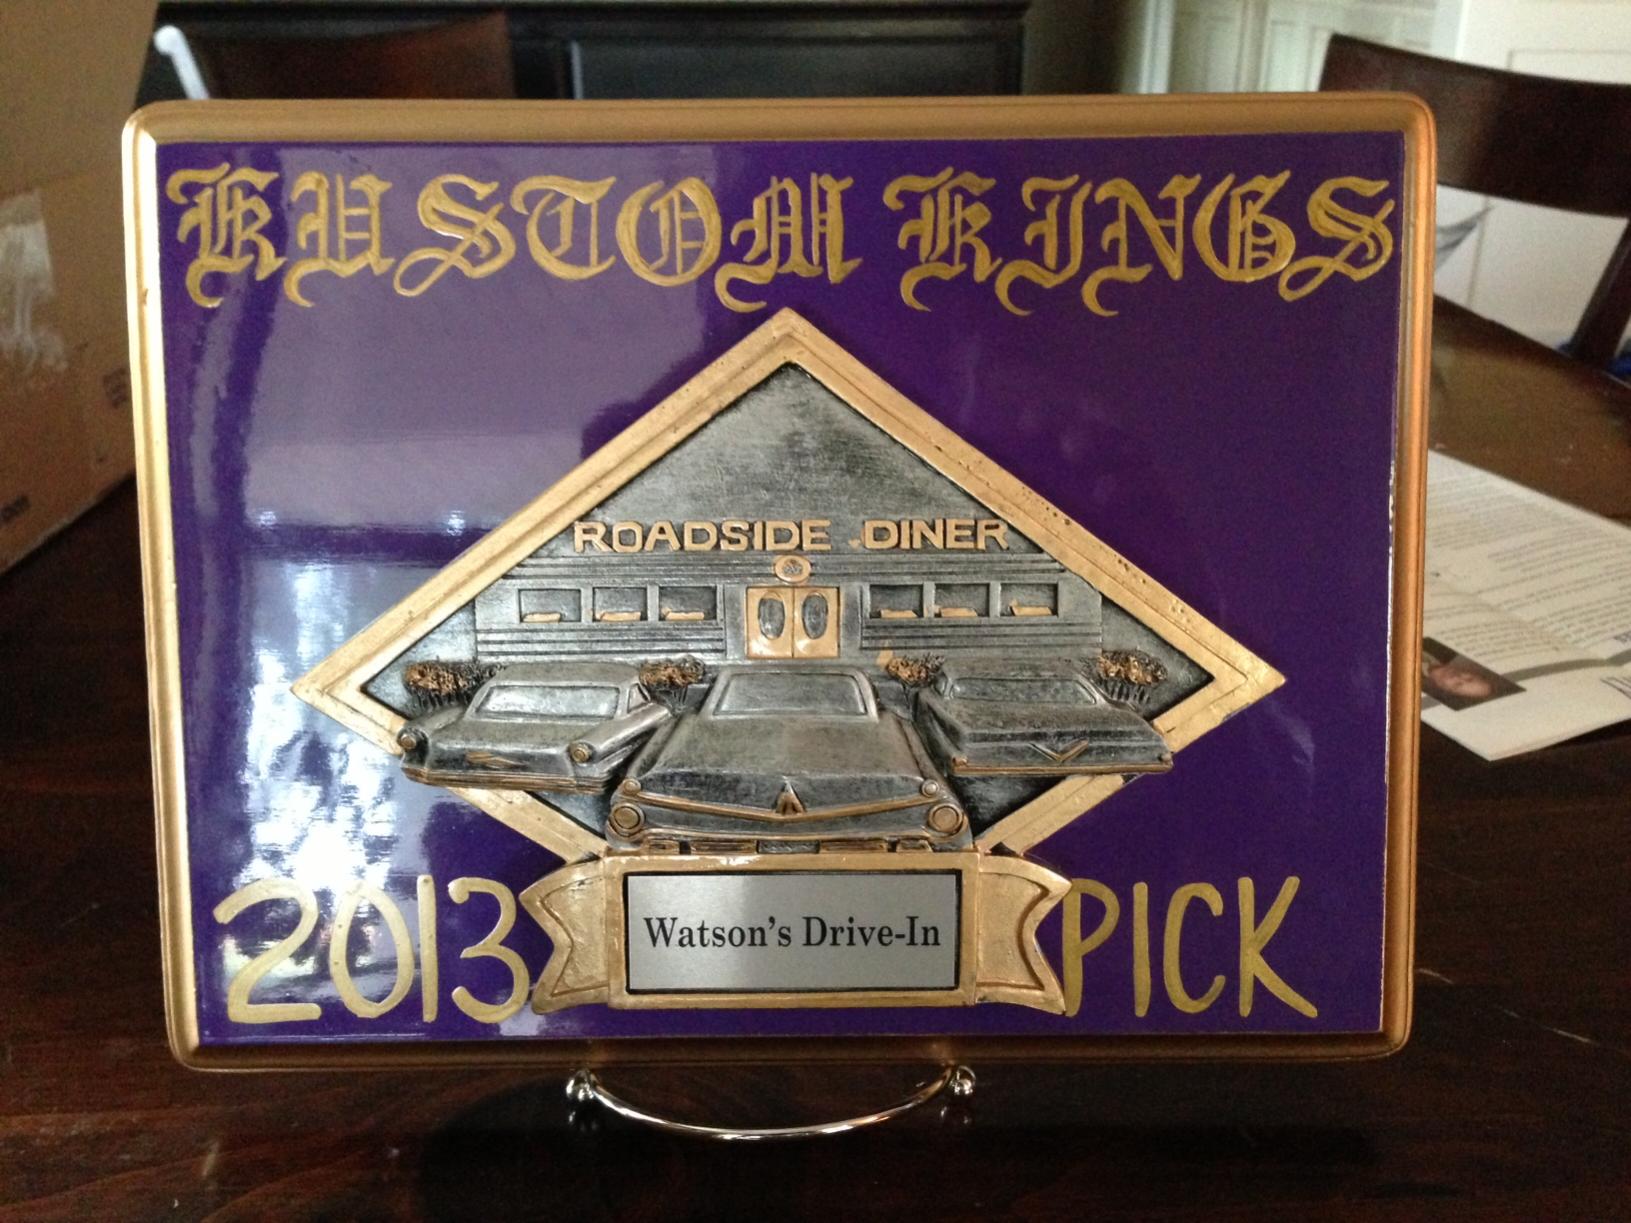 KUSTOM KINGS
ROADSIDE DINER
2013 PICK
Watson's Drive-In